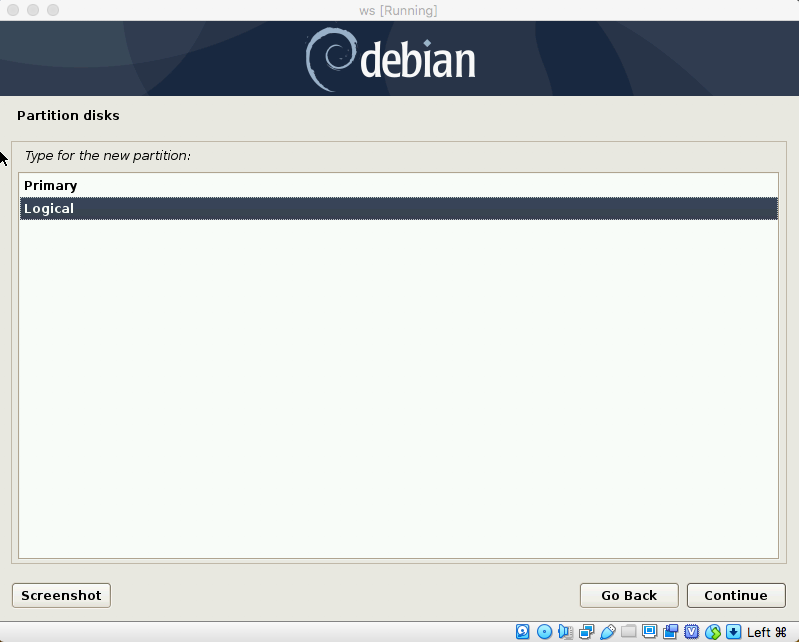 ws [Running]
debian
Partition disks
Type for the new partition:
Primary
Logical
Screenshot
Go Back
Continue
Left ⌘